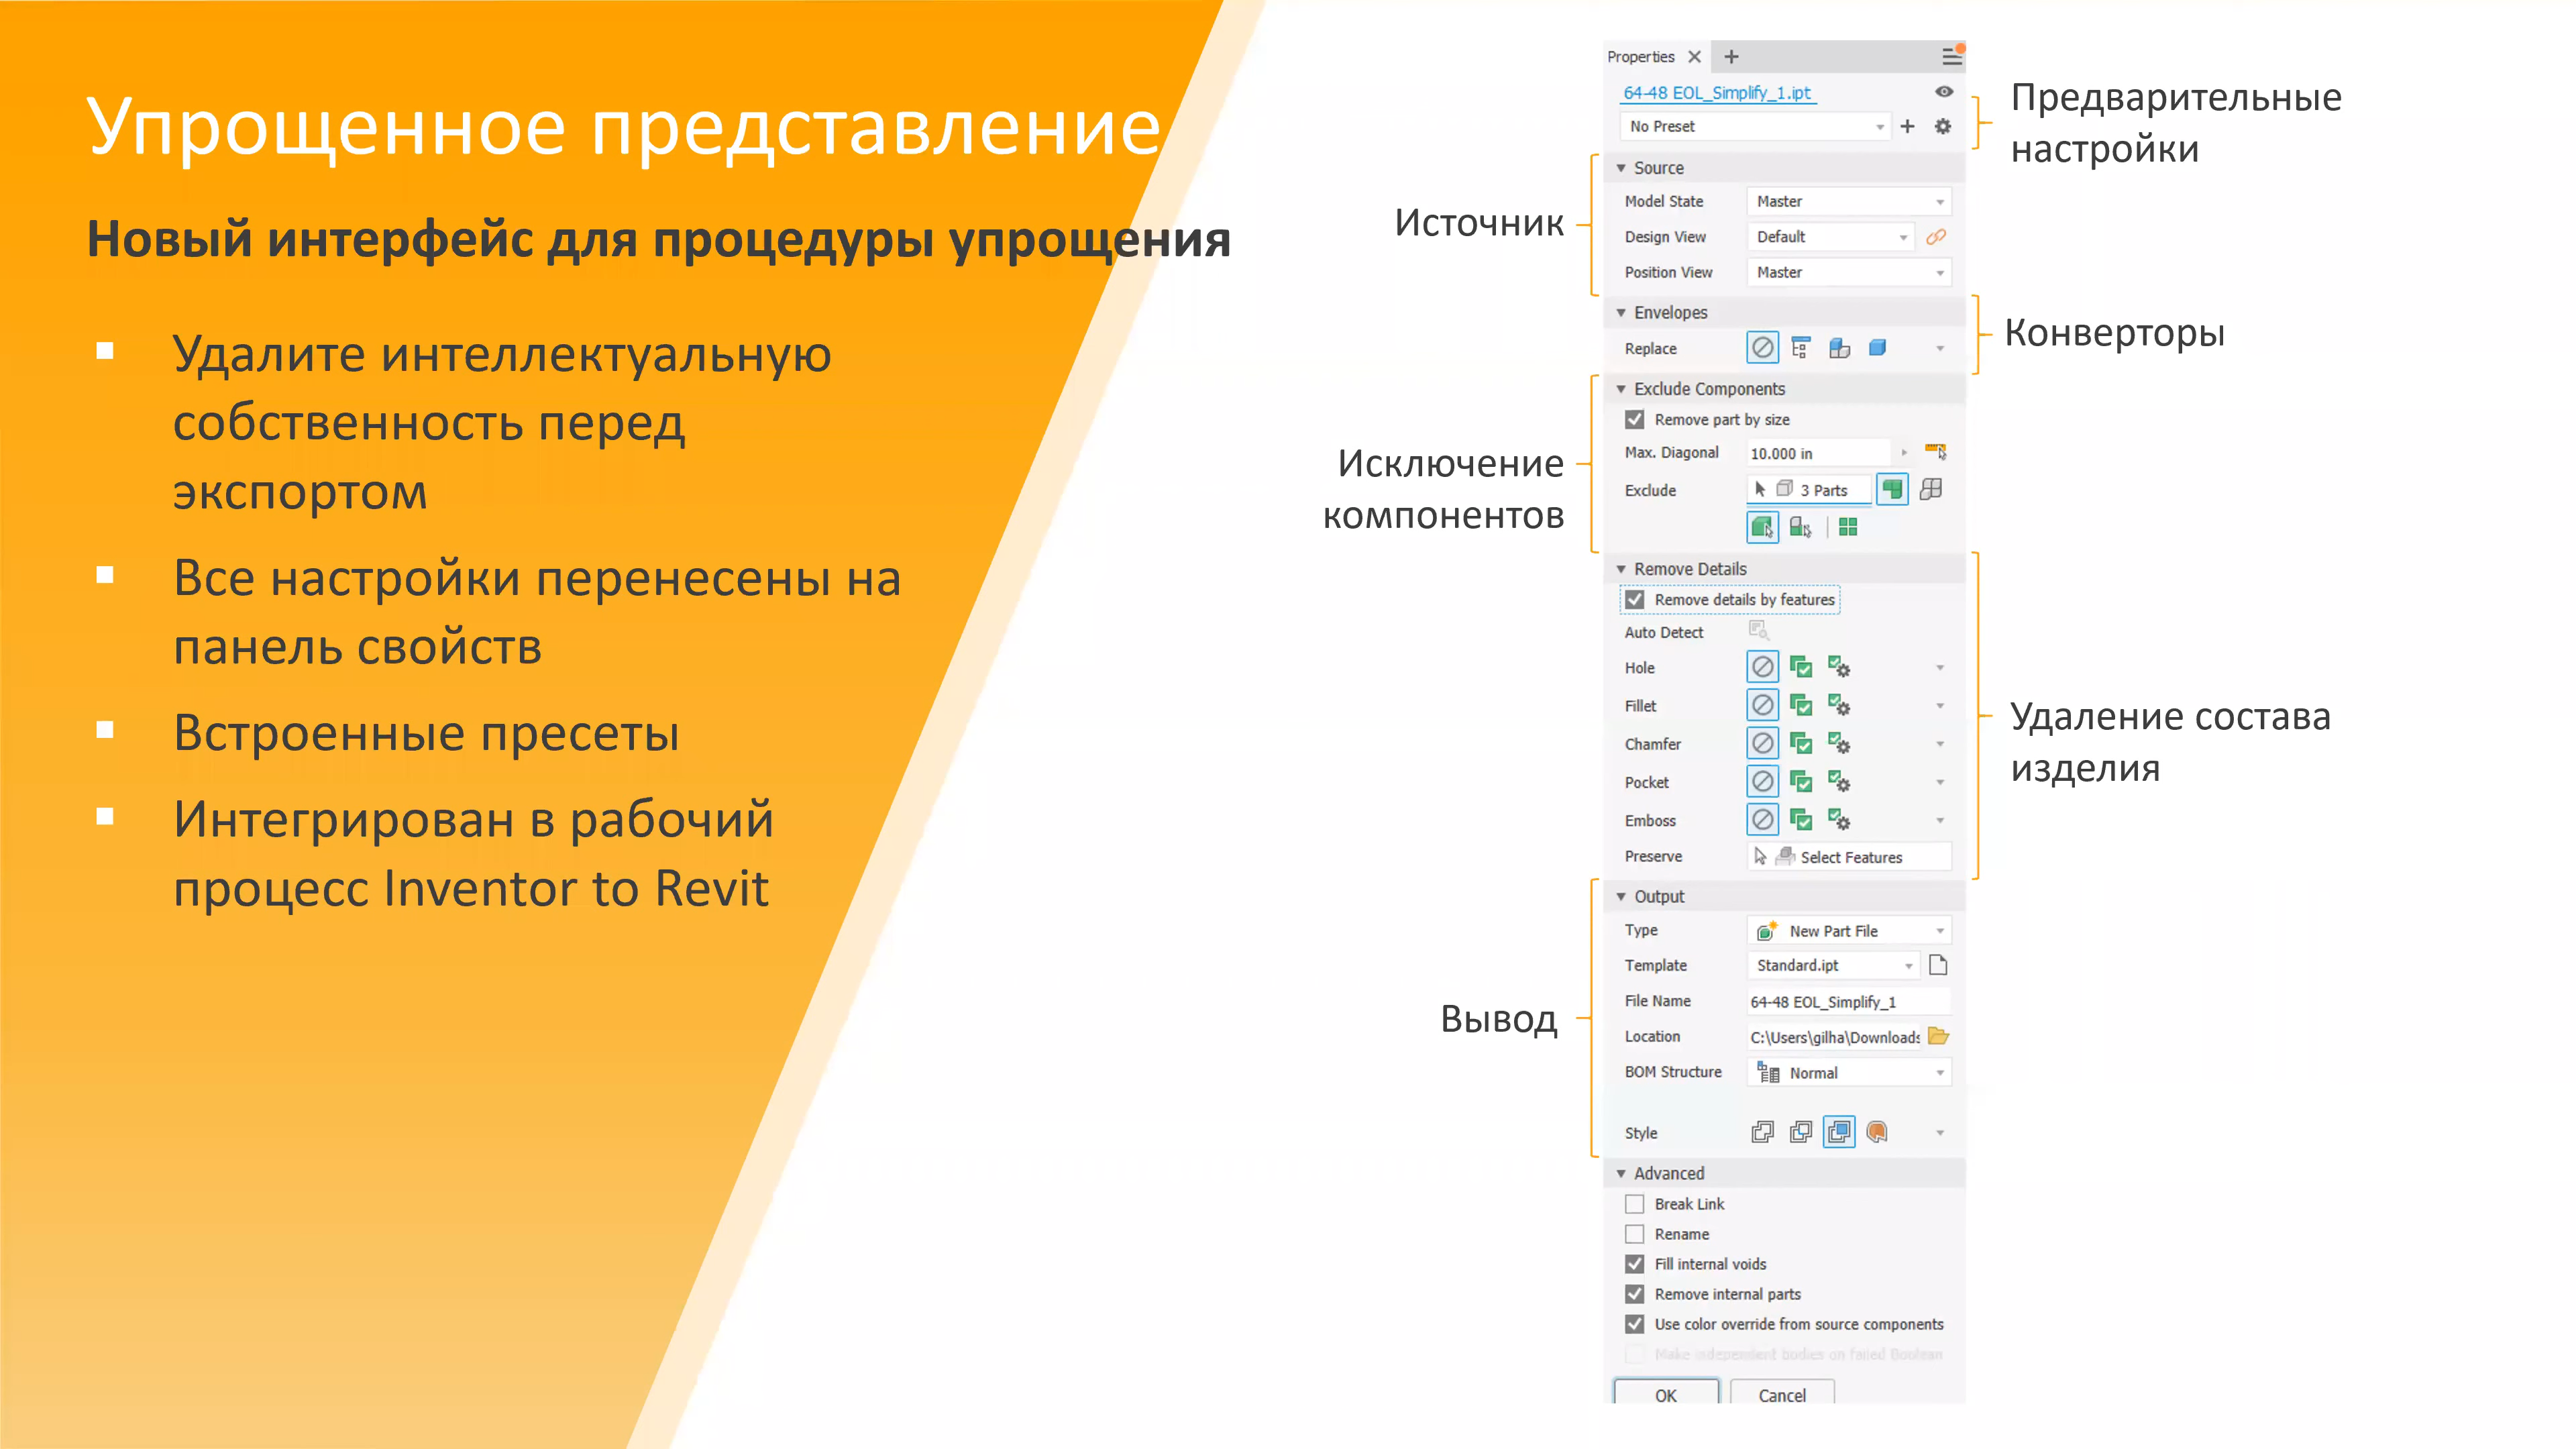 Упрощенное представление
Новый интерфейс для процедуры упрощения
▪ Удалите интеллектуальную
собственность перед
экспортом
▪ Все настройки перенесены на
панель свойств
▪ Встроенные пресеты
▪ Интегрирован в рабочий
процесс Inventor to Revit
Источник
Исключение
компонентов
Вывод
Properties
64-48 EOL_Simplify_1.ipt
No Preset
Source
Model State Master
Design View Default
Position View Master
Envelopes
Replace
Exclude Components
Remove part by size
Max. Diagonal 10.000 in
Exclude 3 Parts
Remove Details
Remove details by features
Auto Detect
Hole
Fillet
Chamfer
Pocket
Emboss
Preserve Select Features
Output
Type New Part File
Template Standard.ipt
File Name 64-48 EOL_Simplify_1
Location C:\Users\gilha\Downloads
BOM Structure Normal
Style
Advanced
Break Link
Rename
Fill internal voids
Remove internal parts
Use color override from source components
Make independent bodies on failed Boolean
OK Cancel
Предварительные
настройки
Конверторы
Удаление состава
изделия